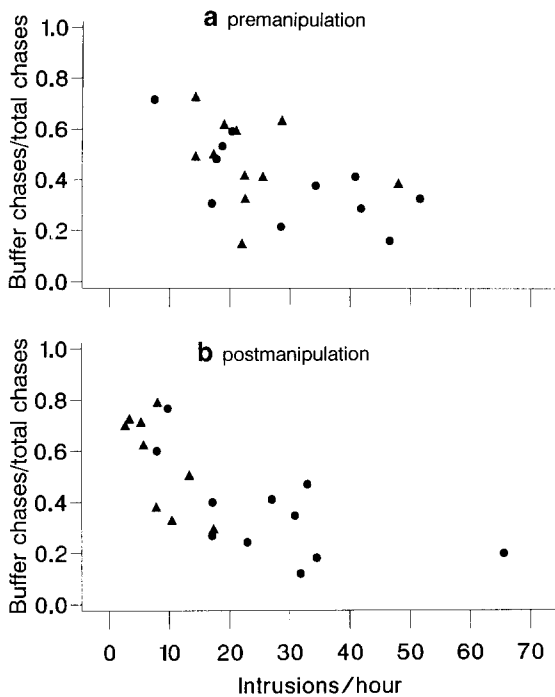 a premanipulation
Buffer chases/total chases
1.0
0.8
0.6
0.4
0.2
0.0
b postmanipulation
Buffer chases/total chases
1.0
0.8
0.6
0.4
0.2
0.0
0 10 20 30 40 50 60 70
Intrusions/hour